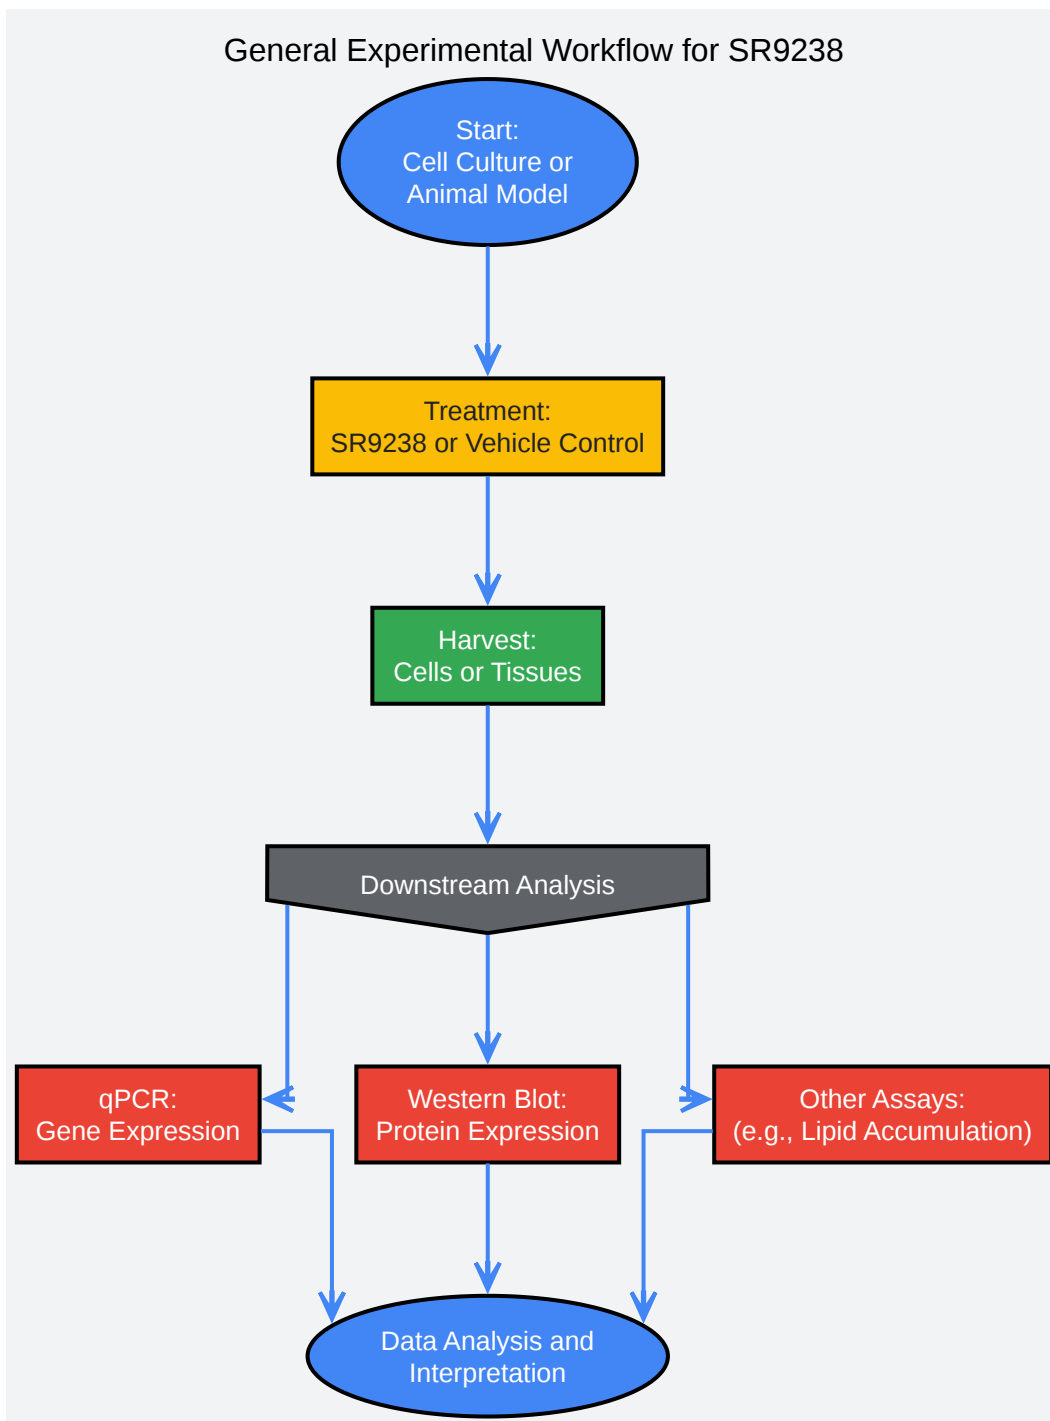 General Experimental Workflow for SR9238
Start:
Cell Culture or
Animal Model
Treatment:
SR9238 or Vehicle Control
Harvest:
Cells or Tissues
Downstream Analysis
qPCR:
Gene Expression
Western Blot:
Protein Expression
Other Assays:
(e.g., Lipid Accumulation)
Data Analysis and
Interpretation